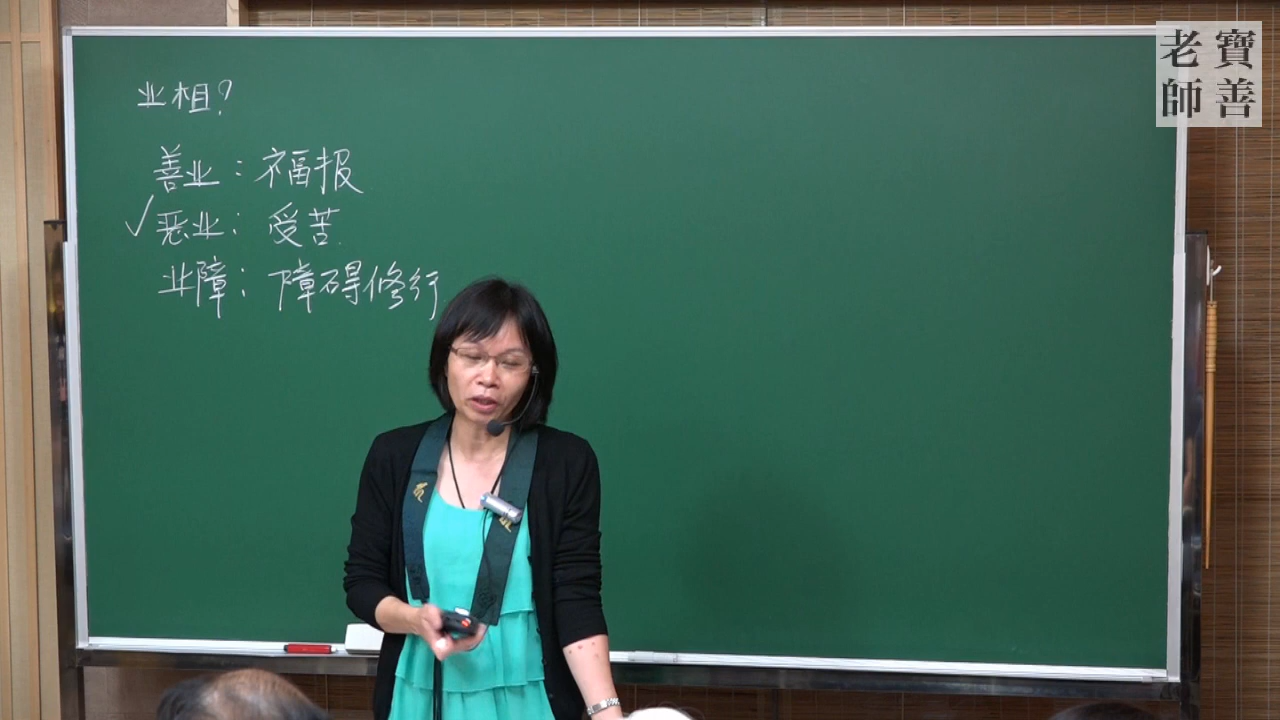 业相?
善业：福报
✓恶业：受苦
业障：障碍修行
寶善
老師